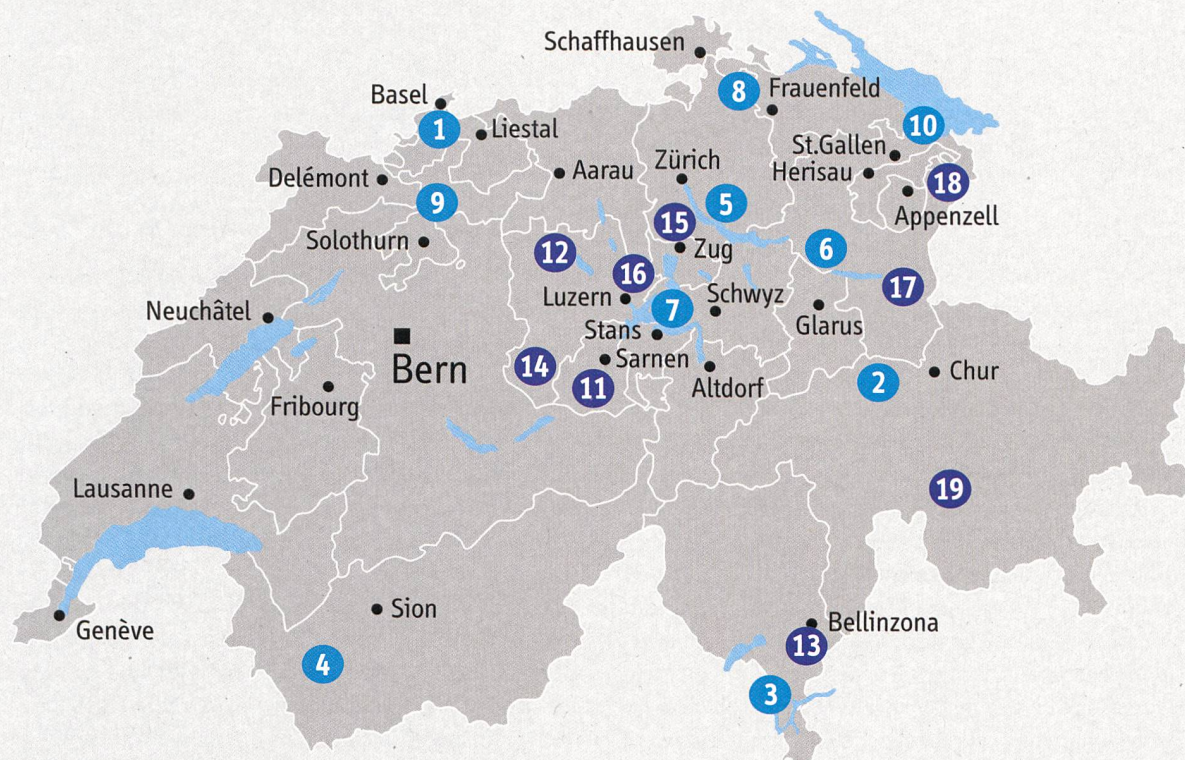 Schaffhausen
8
Frauenfeld
Basel
1
Liestal
10
St.Gallen
Herisau
18
Appenzell
Delémont
Aarau
Zürich
9
5
15
Solothurn
12
Zug
6
16
17
Luzern
7
Schwyz
Neuchâtel
Glarus
Stans
Bern
14
Sarnen
11
Altdorf
2
Chur
Fribourg
Lausanne
19
Genève
Sion
Bellinzona
13
4
3